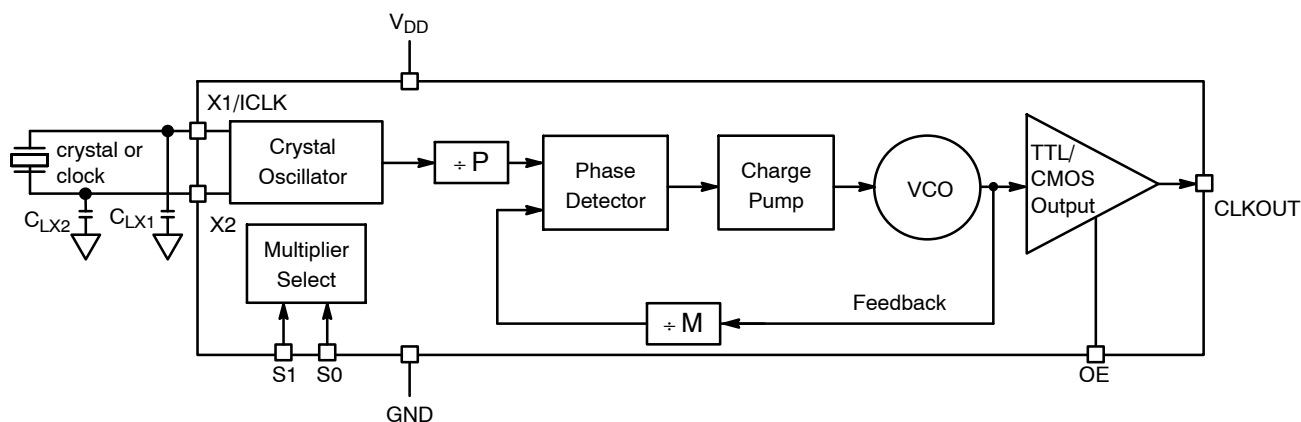 VDD
X1/ICLK
crystal or
clock
CLX2
CLX1
X2
Crystal
Oscillator
÷ P
Phase
Detector
Charge
Pump
VCO
TTL/
CMOS
Output
CLKOUT
Multiplier
Select
÷ M
Feedback
S1
S0
GND
OE